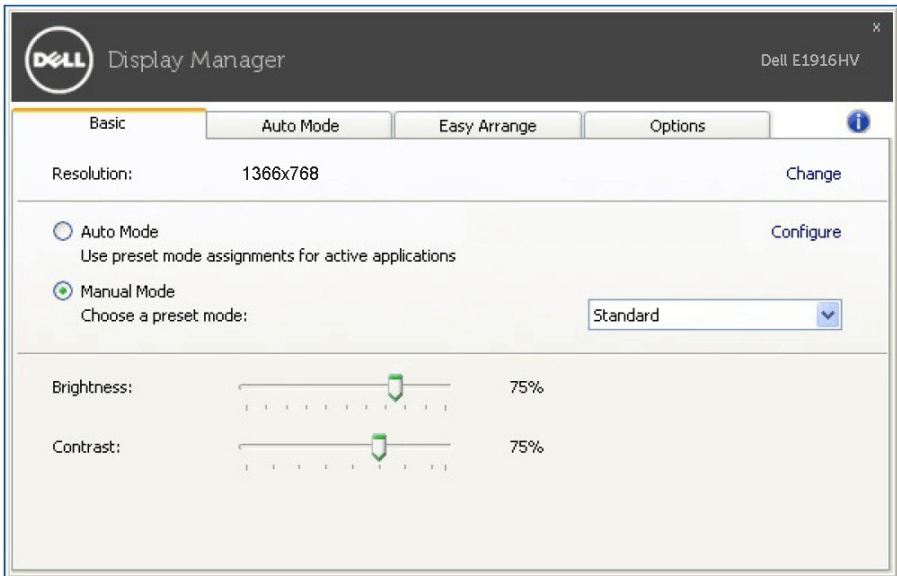 x
DELL Display Manager Dell E1916HV
Basic Auto Mode Easy Arrange Options i
Resolution: 1366x768 Change
Auto Mode Configure
Use preset mode assignments for active applications
Manual Mode
Choose a preset mode: Standard
Brightness: 75%
Contrast: 75%